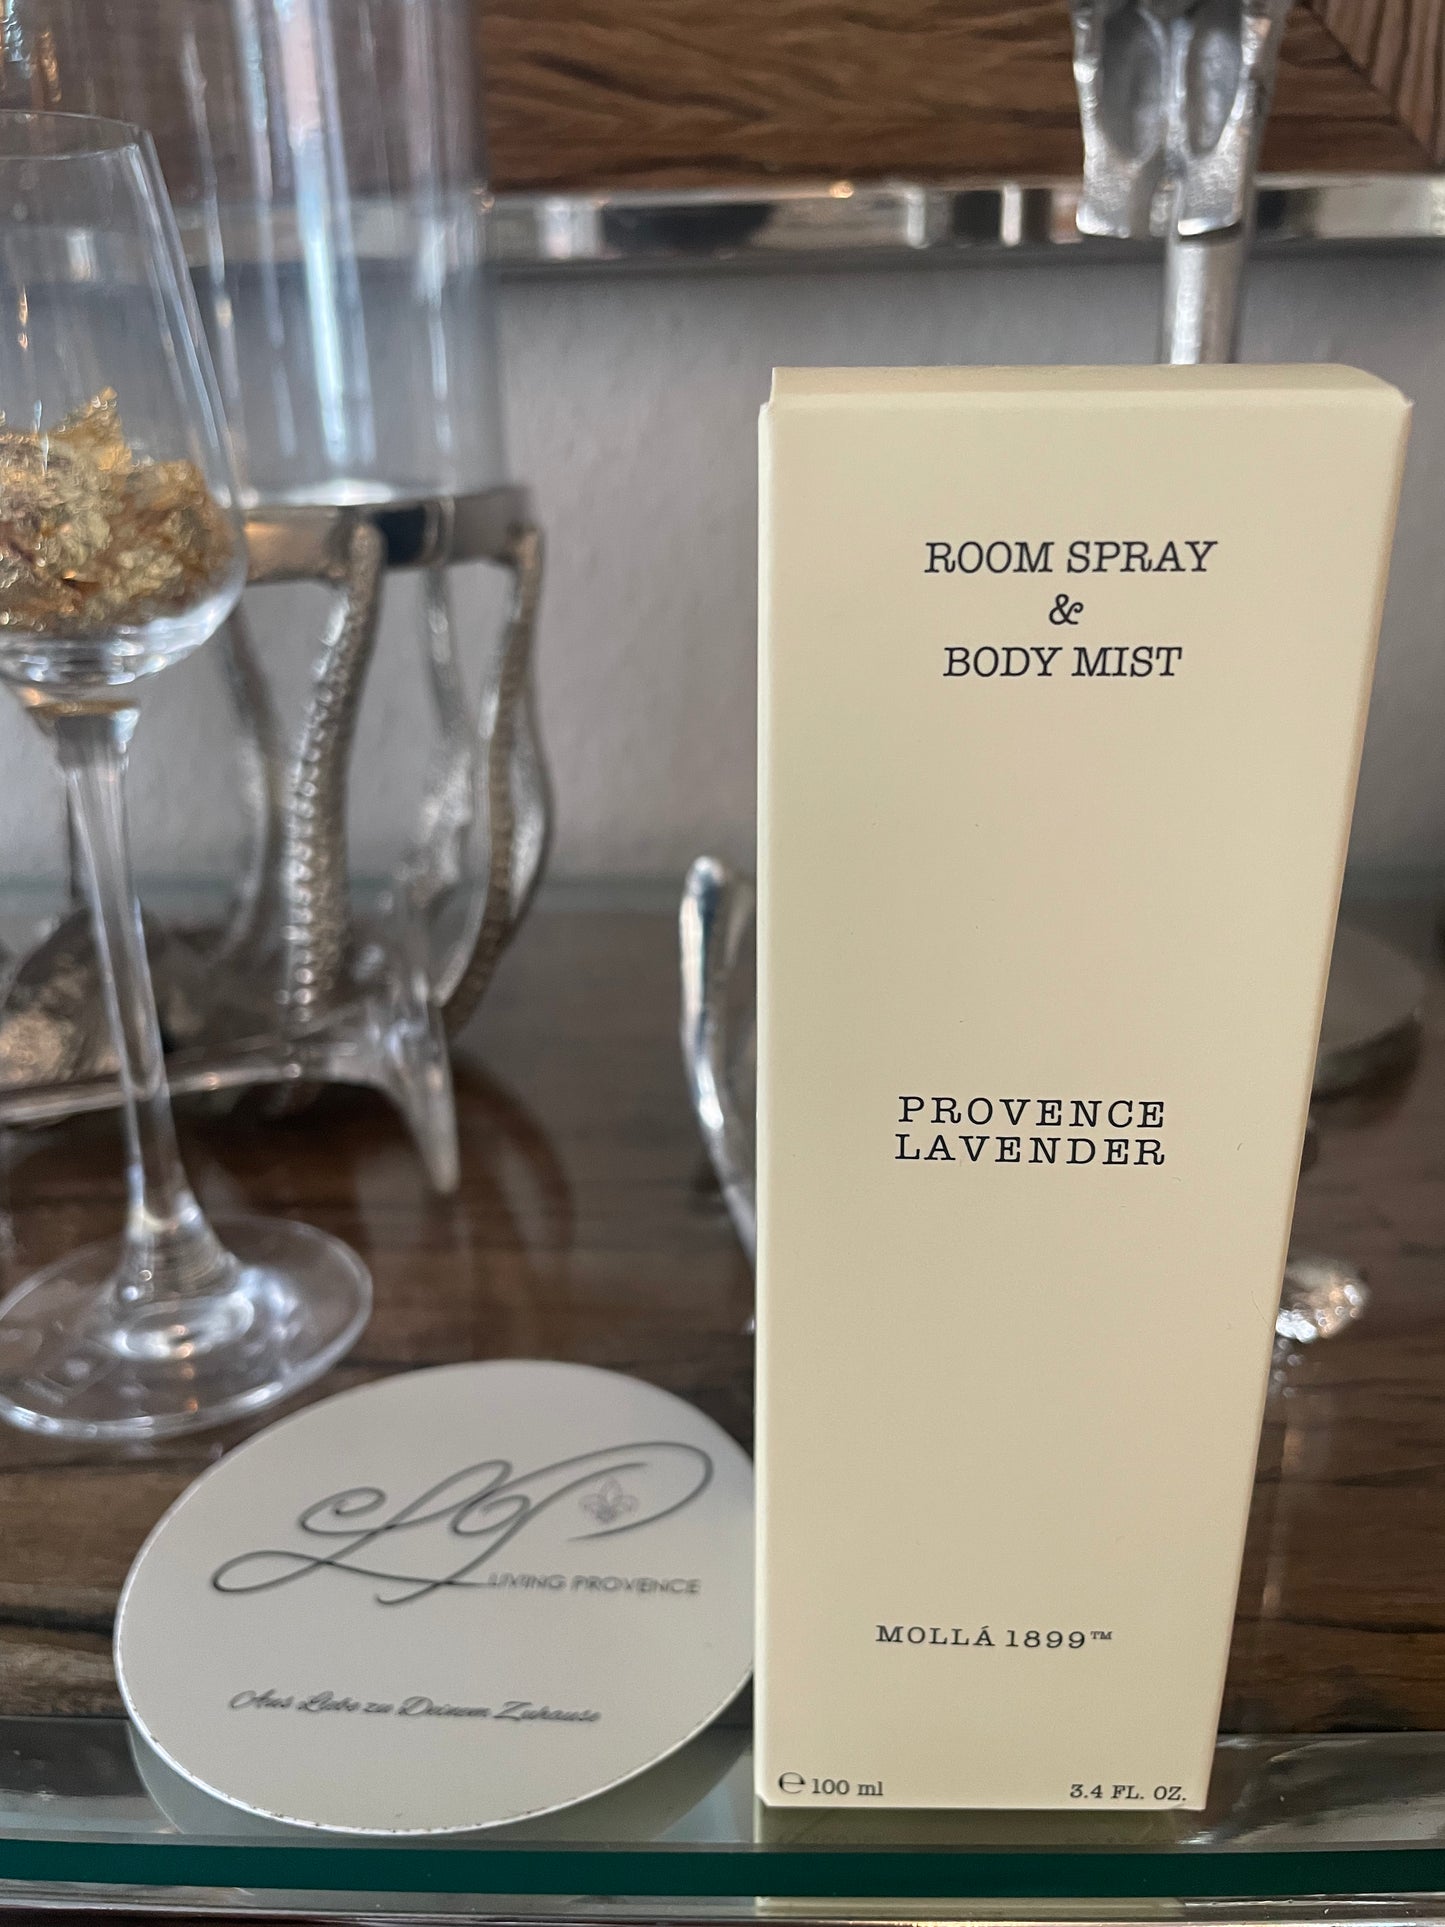 ROOM SPRAY
&
BODY MIST
PROVENCE
LAVENDER
MOLLÁ 1899™
℮ 100 ml 3.4 FL. OZ.
LP
LIVING PROVENCE
Aus Liebe zu Deinem Zuhause